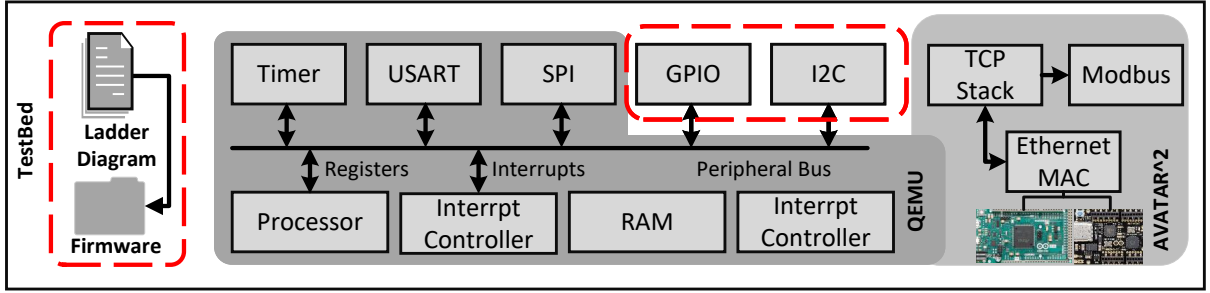 TestBed
Ladder
Diagram
Firmware
Timer
USART
SPI
GPIO
I2C
Registers
Interrupts
Peripheral Bus
Processor
Interrpt
Controller
RAM
Interrpt
Controller
QEMU
TCP
Stack
Modbus
Ethernet
MAC
AVATAR^2